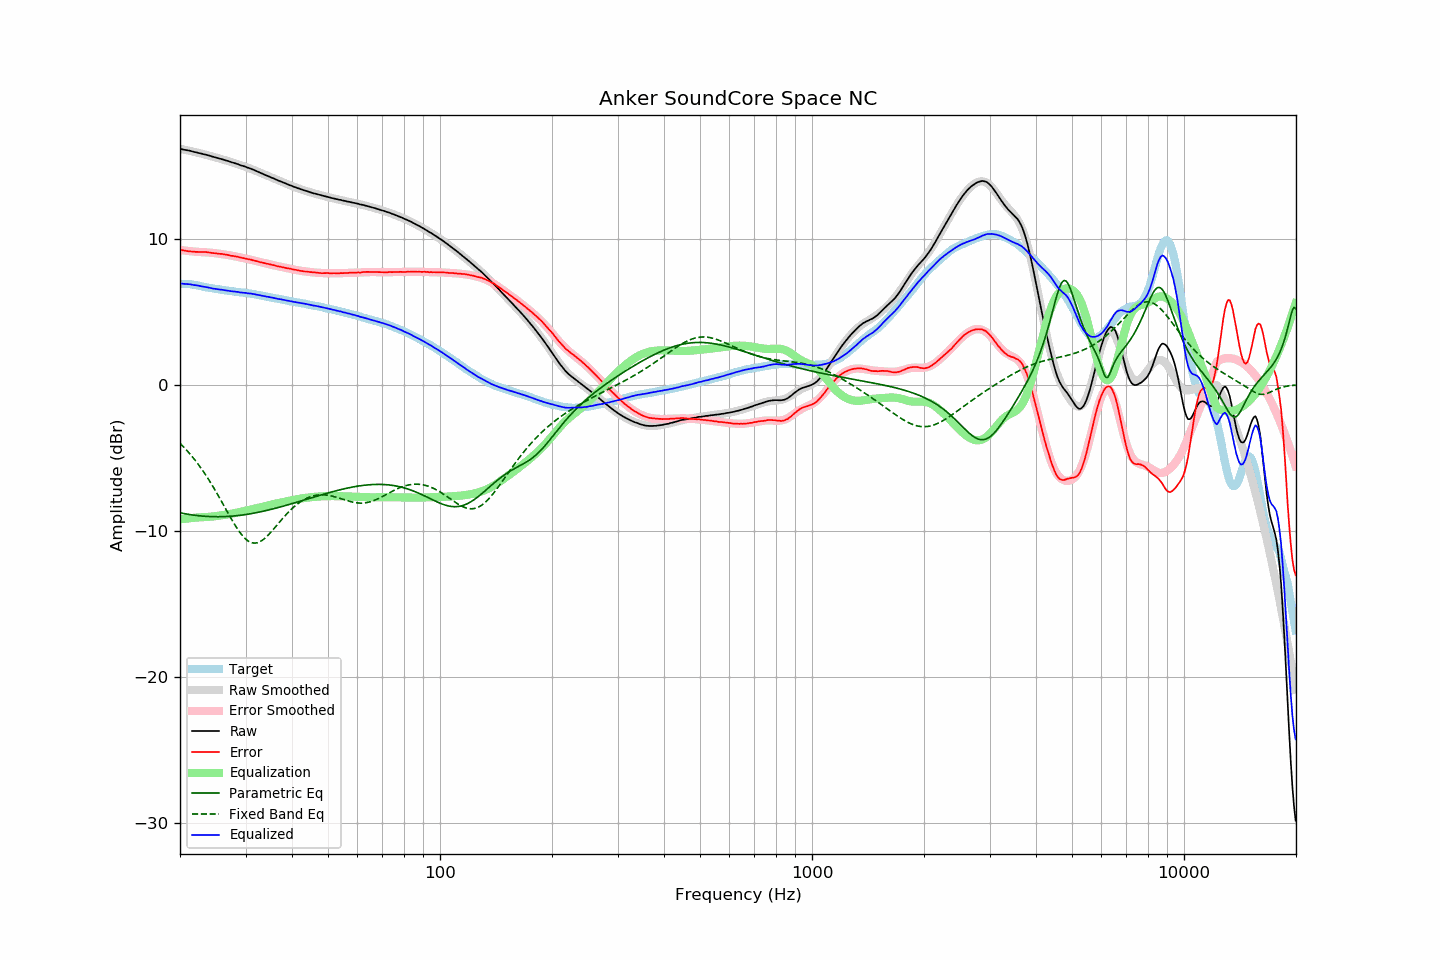 Anker SoundCore Space NC
Amplitude (dBr)
10
0
−10
−20
−30
Target
Raw Smoothed
Error Smoothed
Raw
Error
Equalization
Parametric Eq
Fixed Band Eq
Equalized
100
1000
10000
Frequency (Hz)